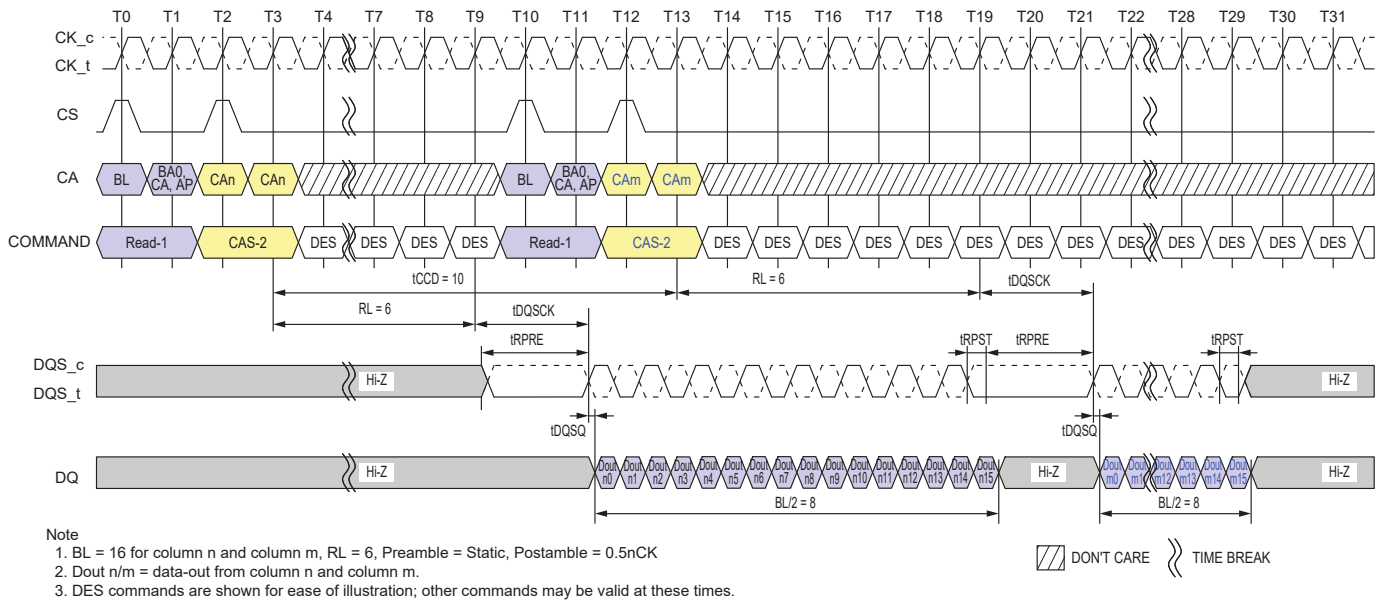 T0 T1 T2 T3 T4 T7 T8 T9 T10 T11 T12 T13 T14 T15 T16 T17 T18 T19 T20 T21 T22 T28 T29 T30 T31
CK_c
CK_t
CS
CA BL BA0, CA, AP CAn CAn BL BA0, CA, AP CAm CAm
COMMAND Read-1 CAS-2 DES DES DES DES Read-1 CAS-2 DES DES DES DES DES DES DES DES DES DES DES DES DES
tCCD = 10 RL = 6 tDQSCK
RL = 6 tDQSCK
tRPRE tRPST tRPRE tRPST
DQS_c
DQS_t
Hi-Z Hi-Z
tDQSQ tDQSQ
DQ Hi-Z Dout n0 Dout n1 Dout n2 Dout n3 Dout n4 Dout n5 Dout n6 Dout n7 Dout n8 Dout n9 Dout n10 Dout n11 Dout n12 Dout n13 Dout n14 Dout n15 Hi-Z Dout m0 Dout m1 Dout m12 Dout m13 Dout m14 Dout m15 Hi-Z
BL/2 = 8 BL/2 = 8
Note
1. BL = 16 for column n and column m, RL = 6, Preamble = Static, Postamble = 0.5nCK
2. Dout n/m = data-out from column n and column m.
3. DES commands are shown for ease of illustration; other commands may be valid at these times.
DON'T CARE TIME BREAK